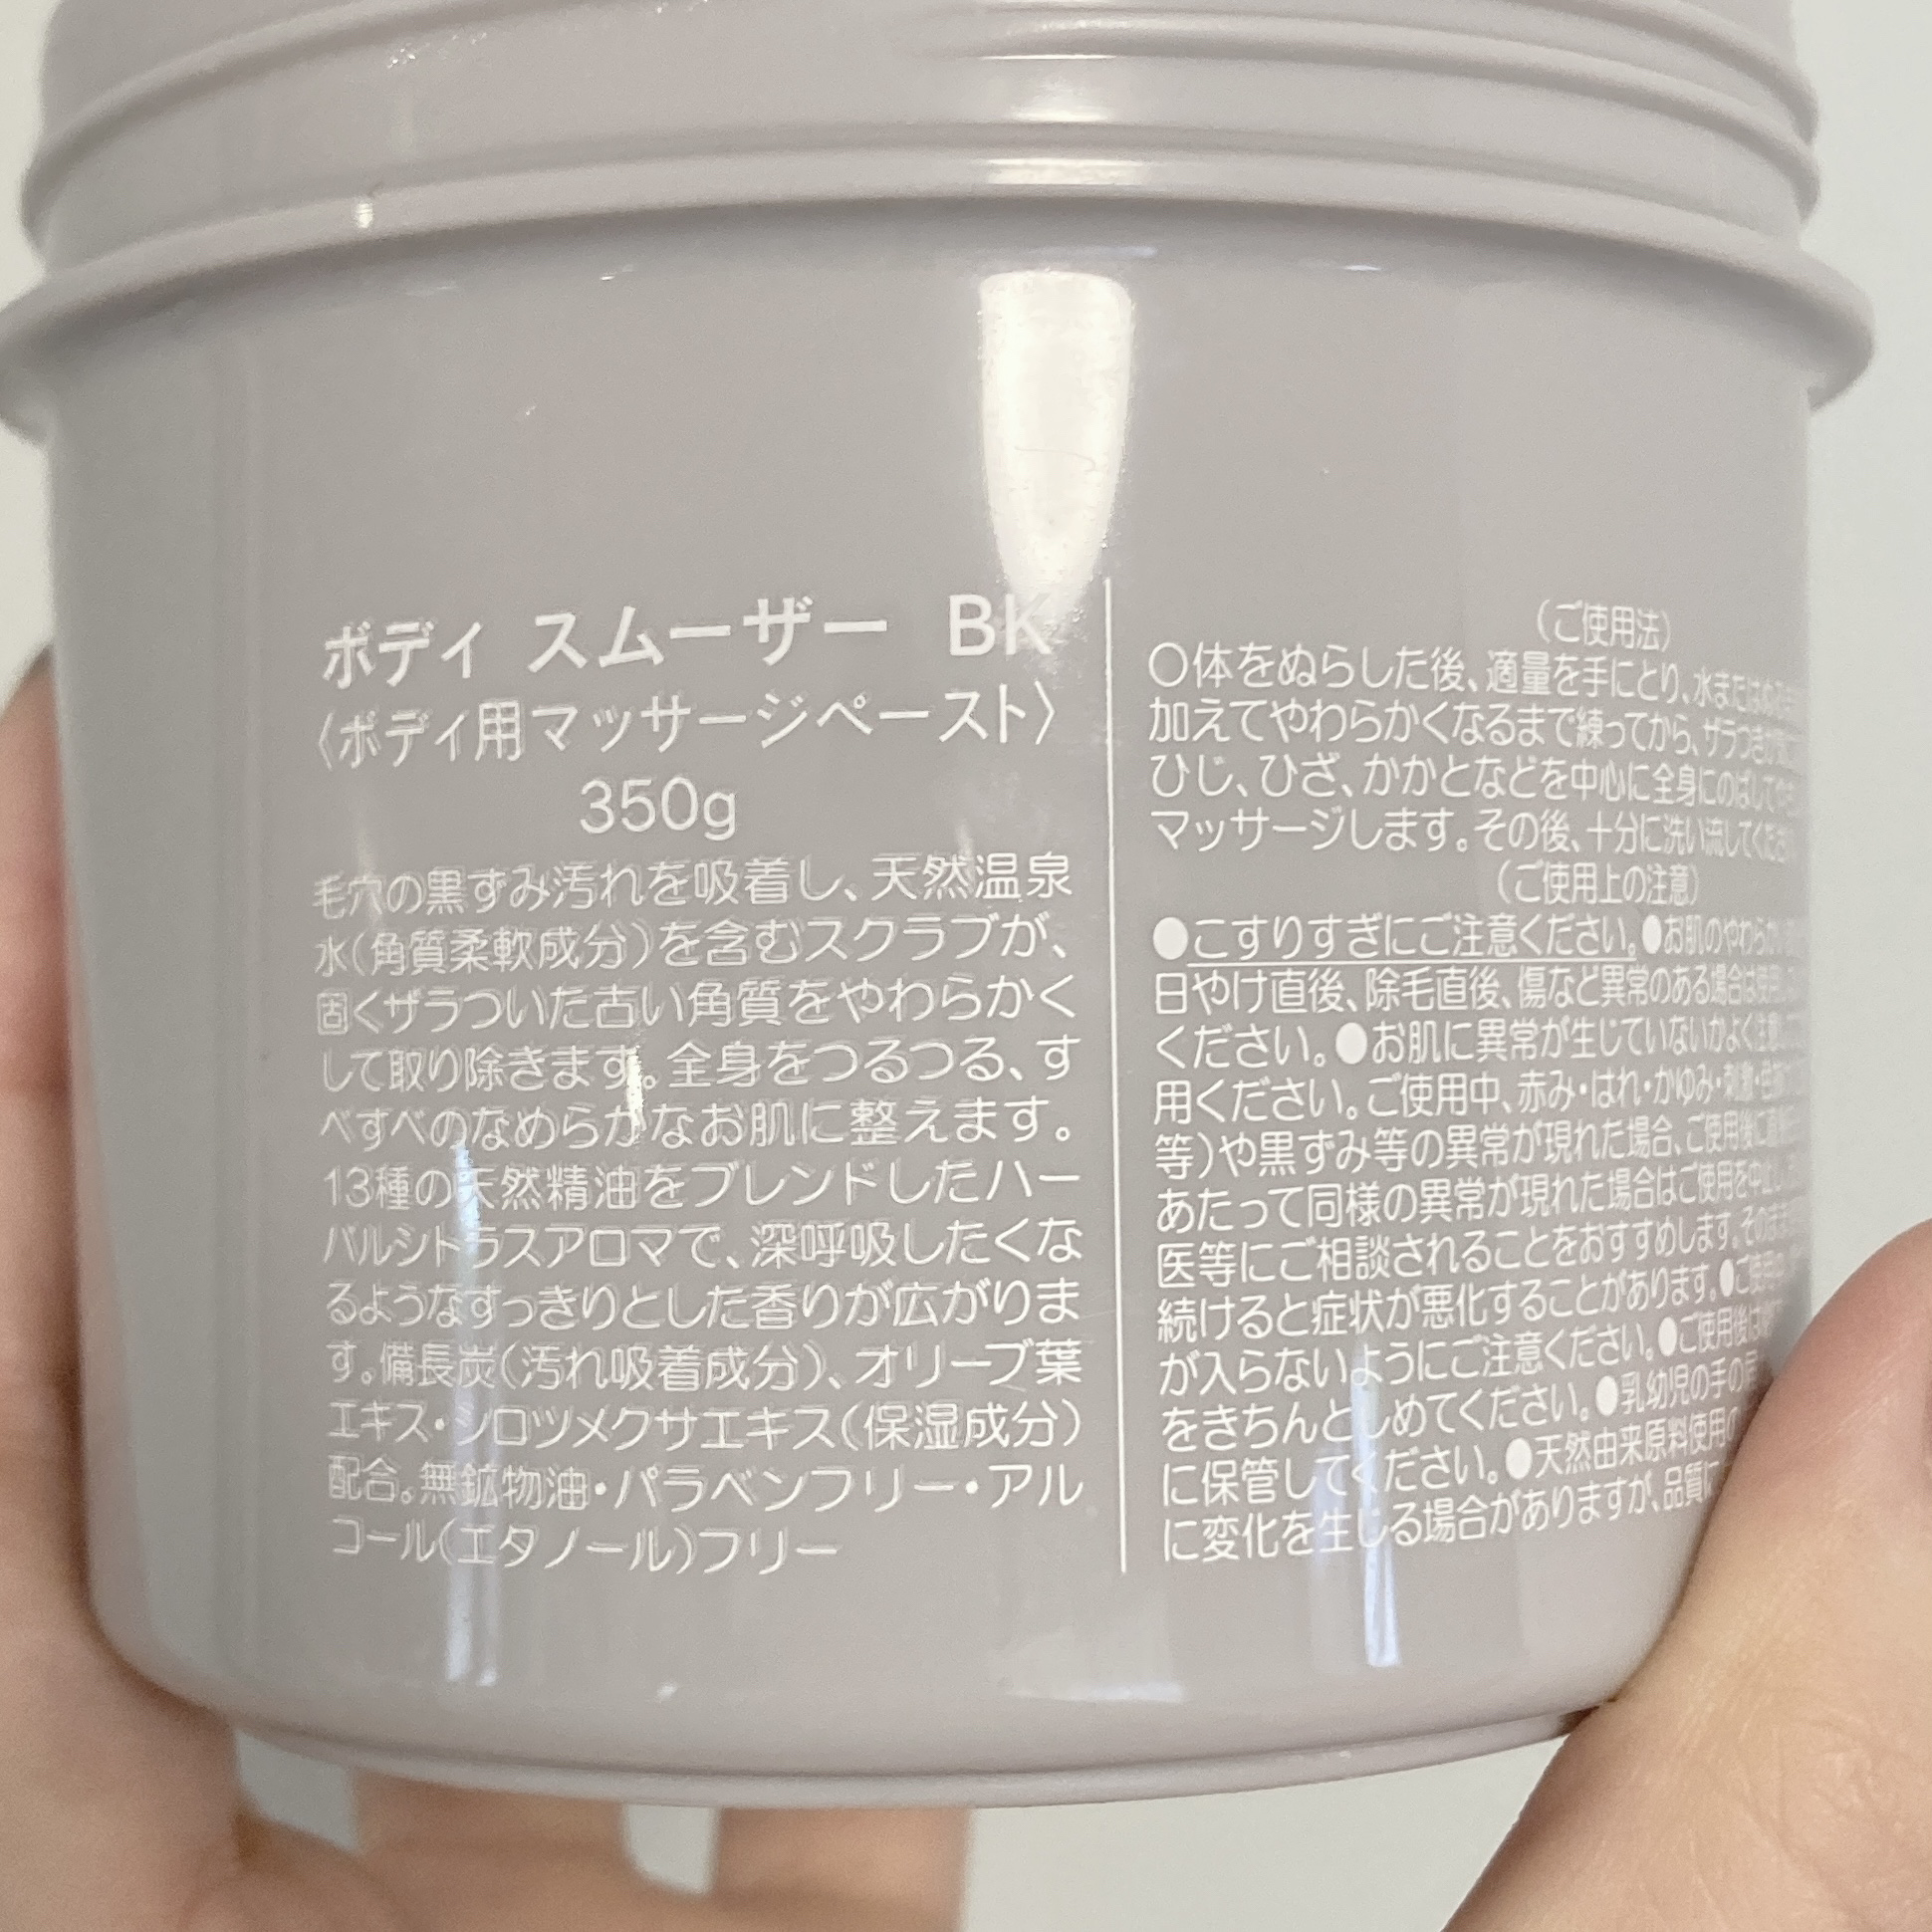 ボディ スムーザー BK
〈ボディ用マッサージペースト〉
350g
毛穴の黒ずみ汚れを吸着し、天然温泉
水(角質柔軟成分)を含むスクラブが、
固くザラついた古い角質をやわらかく
して取り除きます。全身をつるつる、す
べすべのなめらかなお肌に整えます。
13種の天然精油をブレンドしたハー
バルシトラスアロマで、深呼吸したくな
るようなすっきりとした香りが広がりま
す。備長炭(汚れ吸着成分)、オリーブ葉
エキス・シロツメクサエキス(保湿成分)
配合。無鉱物油・パラベンフリー・アル
コール(エタノール)フリー
(ご使用法)
○体をぬらした後、適量を手にとり、水または
加えてやわらかくなるまで練ってから、ザラつきが
ひじ、ひざ、かかとなどを中心に全身にのばして
マッサージします。その後、十分に洗い流してくださ
(ご使用上の注意)
●こすりすぎにご注意ください。●お肌のやわらかい
日やけ直後、除毛直後、傷など異常のある場合は使用
ください。●お肌に異常が生じていないかよく注意して
用ください。ご使用中、赤み・はれ・かゆみ・刺激・色
等)や黒ずみ等の異常が現れた場合、ご使用後に直射
あたって同様の異常が現れた場合はご使用を中止し
医等にご相談されることをおすすめします。そのまま
続けると症状が悪化することがあります。●ご使用
が入らないようにご注意ください。●ご使用後は
をきちんとしめてください。●乳幼児の手の
に保管してください。●天然由来原料使用の
に変化を生じる場合がありますが、品質に